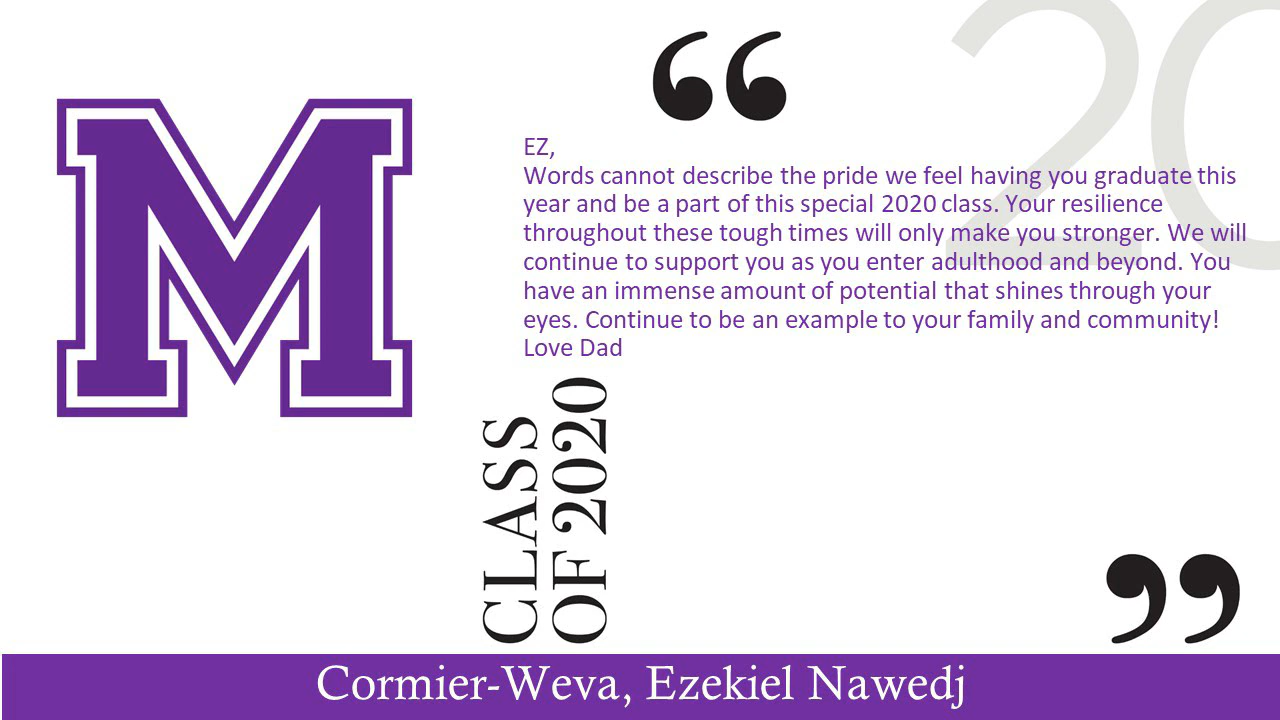 M
20
“
EZ,
Words cannot describe the pride we feel having you graduate this
year and be a part of this special 2020 class. Your resilience
throughout these tough times will only make you stronger. We will
continue to support you as you enter adulthood and beyond. You
have an immense amount of potential that shines through your
eyes. Continue to be an example to your family and community!
Love Dad
”
CLASS
OF 2020
Cormier-Weva, Ezekiel Nawedj